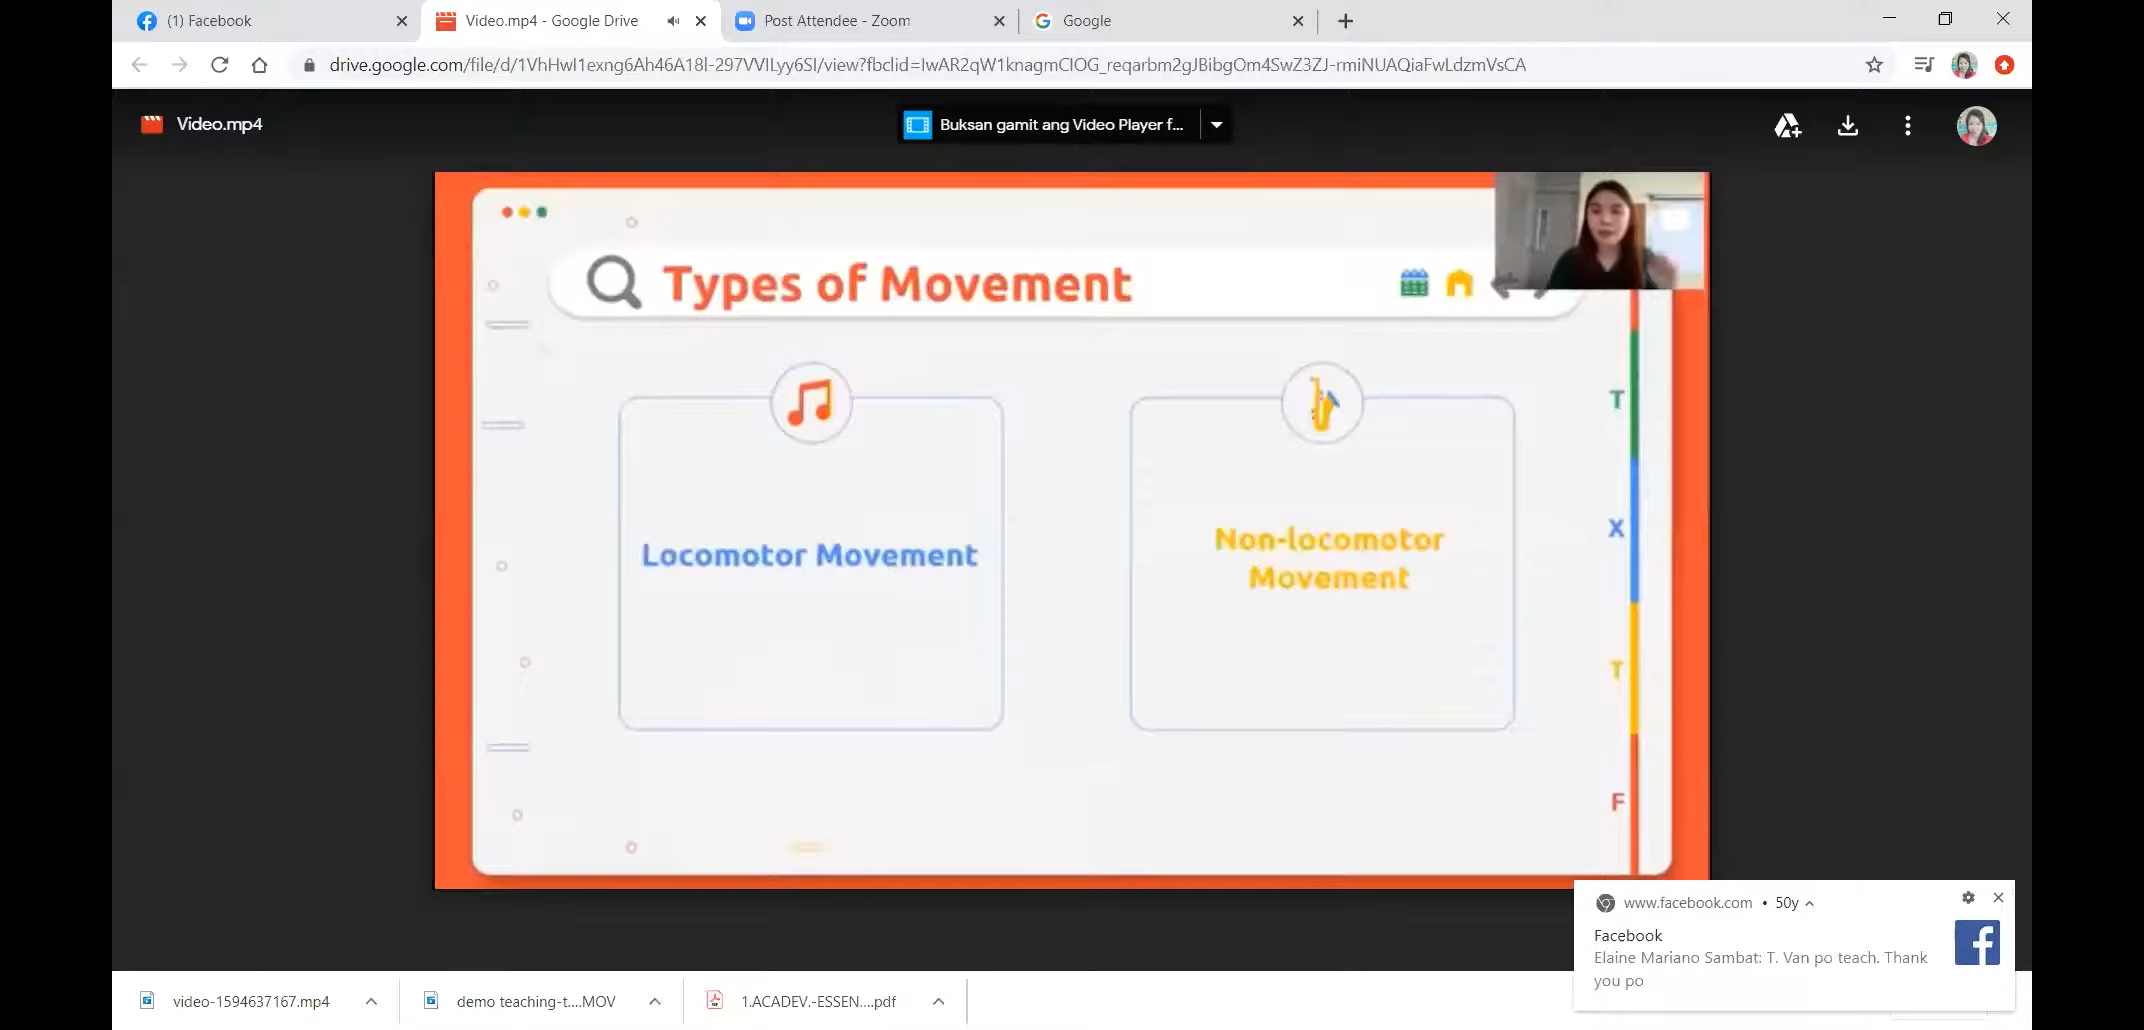 (1) Facebook
Video.mp4 - Google Drive
Post Attendee - Zoom
Google
drive.google.com/file/d/1VhHwI1exng6Ah46A18l-297VVILyy6SI/view?fbclid=IwAR2qW1knagmCIOG_reqarbm2gJBibgOm4SwZ3ZJ-rmiNUAQiaFwLdzmVsCA
Video.mp4
Buksan gamit ang Video Player f...
Types of Movement
Locomotor Movement
Non-locomotor
Movement
T
X
T
F
www.facebook.com • 50y
Facebook
Elaine Mariano Sambat: T. Van po teach. Thank
you po
video-1594637167.mp4
demo teaching-t....MOV
1.ACADEV.-ESSEN....pdf